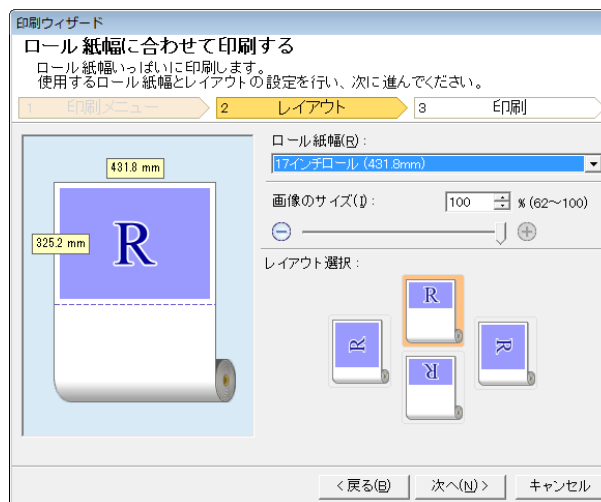 印刷ウィザード
ロール紙幅に合わせて印刷する
ロール紙幅いっぱいに印刷します。
使用するロール紙幅とレイアウトの設定を行い、次に進んでください。
1 印刷メニュー 2 レイアウト 3 印刷
ロール紙幅(R):
17インチロール (431.8mm)
431.8 mm
画像のサイズ(I): 100 % (62～100)
325.2 mm
R
レイアウト選択:
R
R
R
R
< 戻る(B) 次へ(N) > キャンセル